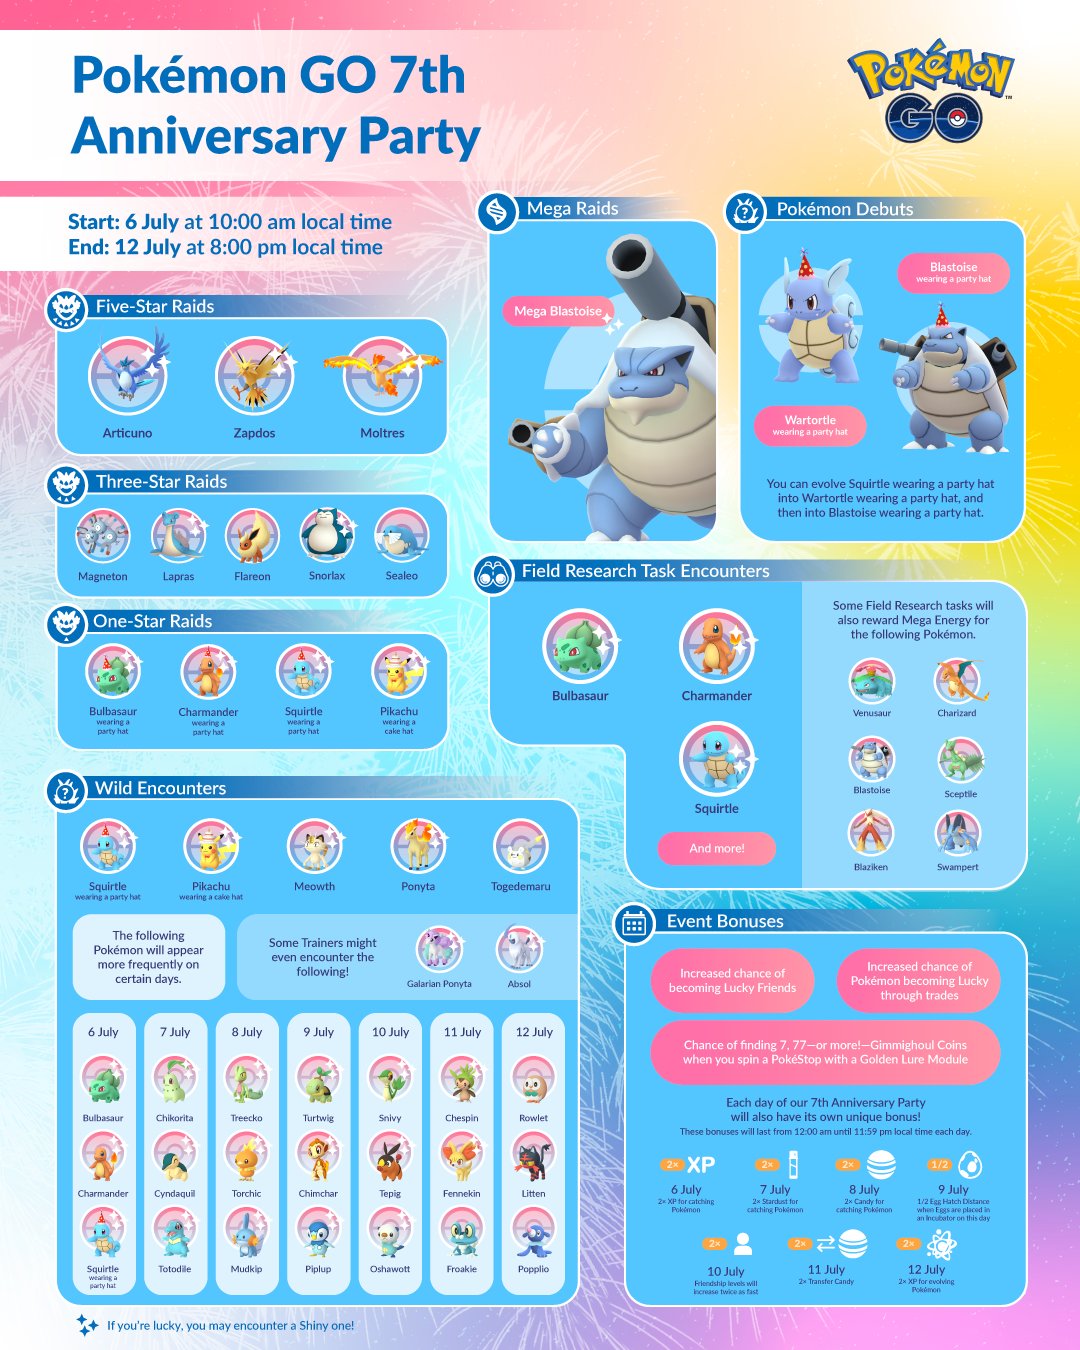 Pokémon GO 7th
Anniversary Party
POKÉMON
GO
TM
Start: 6 July at 10:00 am local time
End: 12 July at 8:00 pm local time
Five-Star Raids
Articuno
Zapdos
Moltres
Three-Star Raids
Magneton
Lapras
Flareon
Snorlax
Sealeo
One-Star Raids
Bulbasaur
wearing a
party hat
Charmander
wearing a
party hat
Squirtle
wearing a
party hat
Pikachu
wearing a
cake hat
Mega Raids
Mega Blastoise
Pokémon Debuts
Blastoise
wearing a party hat
Wartortle
wearing a party hat
You can evolve Squirtle wearing a party hat
into Wartortle wearing a party hat, and
then into Blastoise wearing a party hat.
Field Research Task Encounters
Bulbasaur
Charmander
Squirtle
And more!
Some Field Research tasks will
also reward Mega Energy for
the following Pokémon.
Venusaur
Charizard
Blastoise
Sceptile
Blaziken
Swampert
Wild Encounters
Squirtle
wearing a party hat
Pikachu
wearing a cake hat
Meowth
Ponyta
Togedemaru
The following
Pokémon will appear
more frequently on
certain days.
Some Trainers might
even encounter the
following!
Galarian Ponyta
Absol
6 July
7 July
8 July
9 July
10 July
11 July
12 July
Bulbasaur
Chikorita
Treecko
Turtwig
Snivy
Chespin
Rowlet
Charmander
Cyndaquil
Torchic
Chimchar
Tepig
Fennekin
Litten
Squirtle
wearing a
party hat
Totodile
Mudkip
Piplup
Oshawott
Froakie
Popplio
If you're lucky, you may encounter a Shiny one!
Event Bonuses
Increased chance of
becoming Lucky Friends
Increased chance of
Pokémon becoming Lucky
through trades
Chance of finding 7, 77—or more!—Gimmighoul Coins
when you spin a PokéStop with a Golden Lure Module
Each day of our 7th Anniversary Party
will also have its own unique bonus!
These bonuses will last from 12:00 am until 11:59 pm local time each day.
2× XP
6 July
2× XP for catching
Pokémon
2×
7 July
2× Stardust for
catching Pokémon
2×
8 July
2× Candy for
catching Pokémon
1/2
9 July
1/2 Egg Hatch Distance
when Eggs are placed in
an Incubator on this day
2×
10 July
Friendship levels will
increase twice as fast
2×
11 July
2× Transfer Candy
2×
12 July
2× XP for evolving
Pokémon